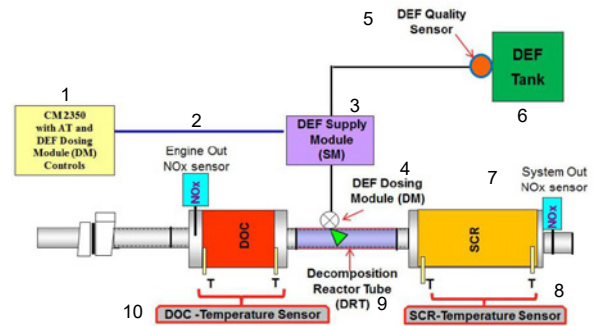 5
DEF Quality
Sensor
DEF
Tank
6
1
CM2350
with AT and
DEF Dosing
Module (DM)
Controls
2
3
DEF Supply
Module
(SM)
Engine Out
NOx sensor
NOx
4
DEF Dosing
Module (DM)
7
System Out
NOx sensor
NOx
DOC
SCR
T
T
Decomposition
Reactor Tube
(DRT)
9
T
T
8
10
DOC -Temperature Sensor
SCR-Temperature Sensor